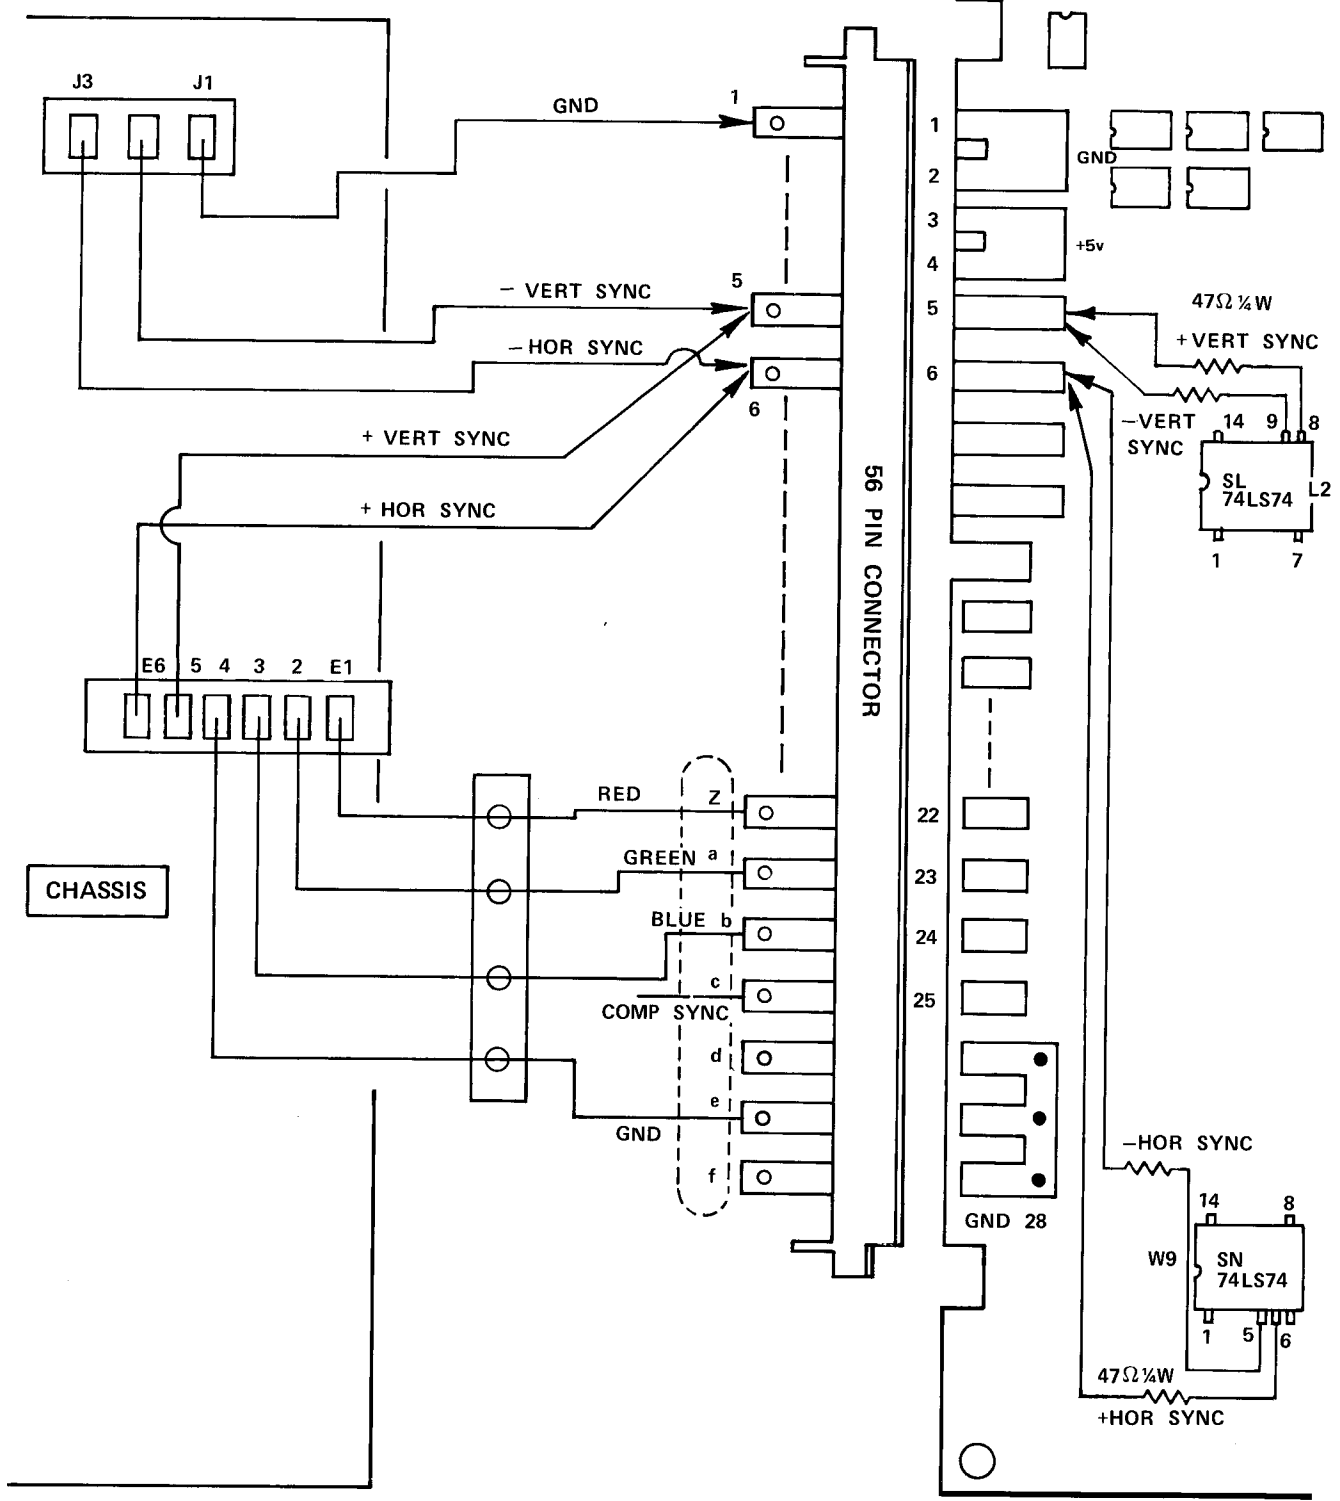 J3 J1
GND
1
− VERT SYNC
5
− HOR SYNC
6
+ VERT SYNC
+ HOR SYNC
E6 5 4 3 2 E1
CHASSIS
RED Z
GREEN a
BLUE b
c
COMP SYNC
d
e
GND
f
56 PIN CONNECTOR
1
GND
2
3
+5v
4
5
6
22
23
24
25
GND 28
47Ω ¼W
+VERT SYNC
−VERT
SYNC
14 9 8
SL
74LS74
L2
1 7
−HOR SYNC
14 8
W9
SN
74LS74
1 5 6
47Ω ¼W
+HOR SYNC